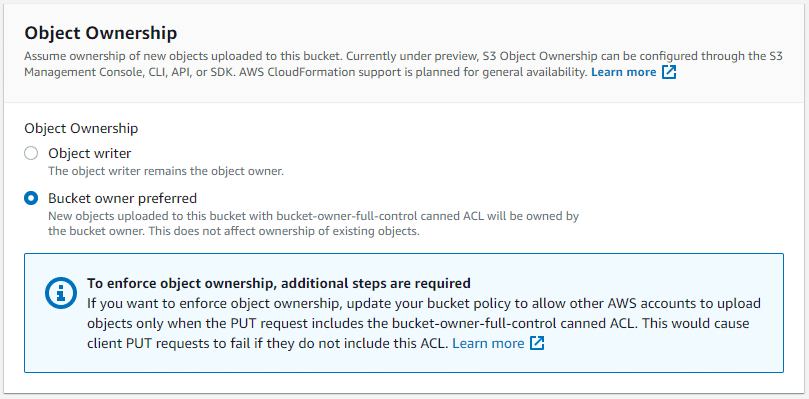 Object Ownership
Assume ownership of new objects uploaded to this bucket. Currently under preview, S3 Object Ownership can be configured through the S3
Management Console, CLI, API, or SDK. AWS CloudFormation support is planned for general availability. Learn more
Object Ownership
Object writer
The object writer remains the object owner.
Bucket owner preferred
New objects uploaded to this bucket with bucket-owner-full-control canned ACL will be owned by
the bucket owner. This does not affect ownership of existing objects.
To enforce object ownership, additional steps are required
If you want to enforce object ownership, update your bucket policy to allow other AWS accounts to upload
objects only when the PUT request includes the bucket-owner-full-control canned ACL. This would cause
client PUT requests to fail if they do not include this ACL. Learn more